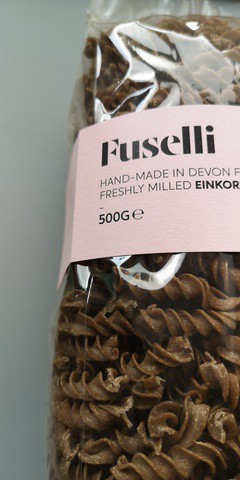 Fuselli
HAND-MADE IN DEVON F
FRESHLY MILLED EINKOR
-
500G ℮